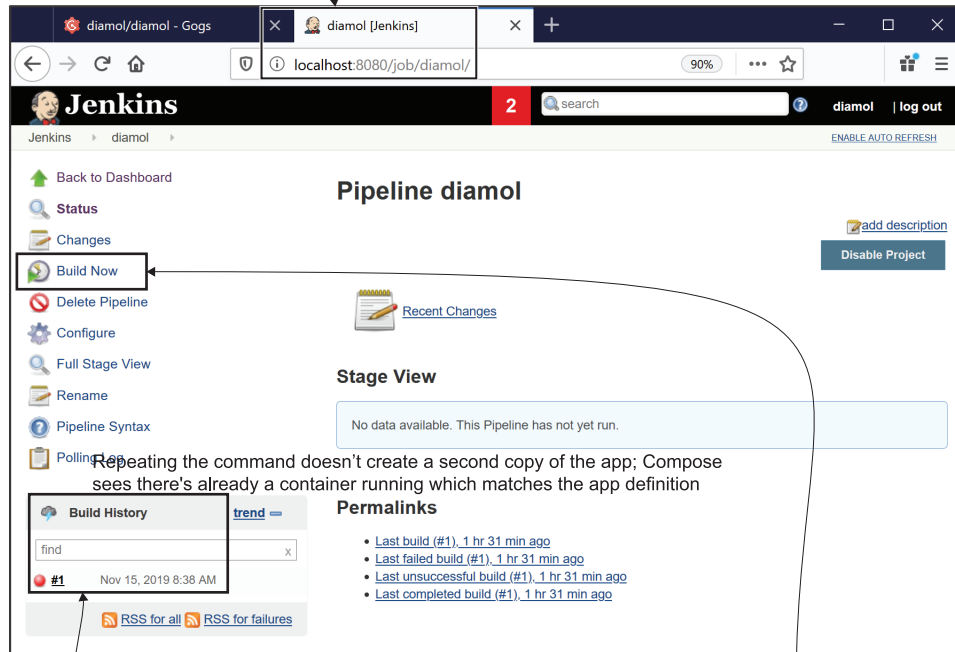 diamol/diamol - Gogs
diamol [Jenkins]
localhost:8080/job/diamol/
90%
Jenkins
2
search
diamol
| log out
Jenkins
diamol
ENABLE AUTO REFRESH
Back to Dashboard
Status
Changes
Build Now
Delete Pipeline
Configure
Full Stage View
Rename
Pipeline Syntax
Polling Log
Pipeline diamol
add description
Disable Project
Recent Changes
Stage View
No data available. This Pipeline has not yet run.
Repeating the command doesn’t create a second copy of the app; Compose
sees there's already a container running which matches the app definition
Build History
trend
find
x
#1
Nov 15, 2019 8:38 AM
RSS for all
RSS for failures
Permalinks
Last build (#1), 1 hr 31 min ago
Last failed build (#1), 1 hr 31 min ago
Last unsuccessful build (#1), 1 hr 31 min ago
Last completed build (#1), 1 hr 31 min ago